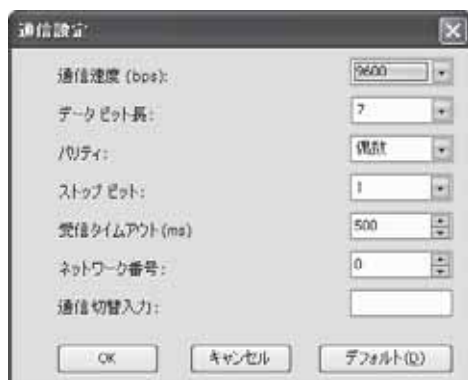 通信設定
通信速度 (bps): 9600
データ ビット長: 7
パリティ: 偶数
ストップ ビット: 1
受信タイムアウト(ms) 500
ネットワーク番号: 0
通信切替入力:
OK キャンセル デフォルト(D)